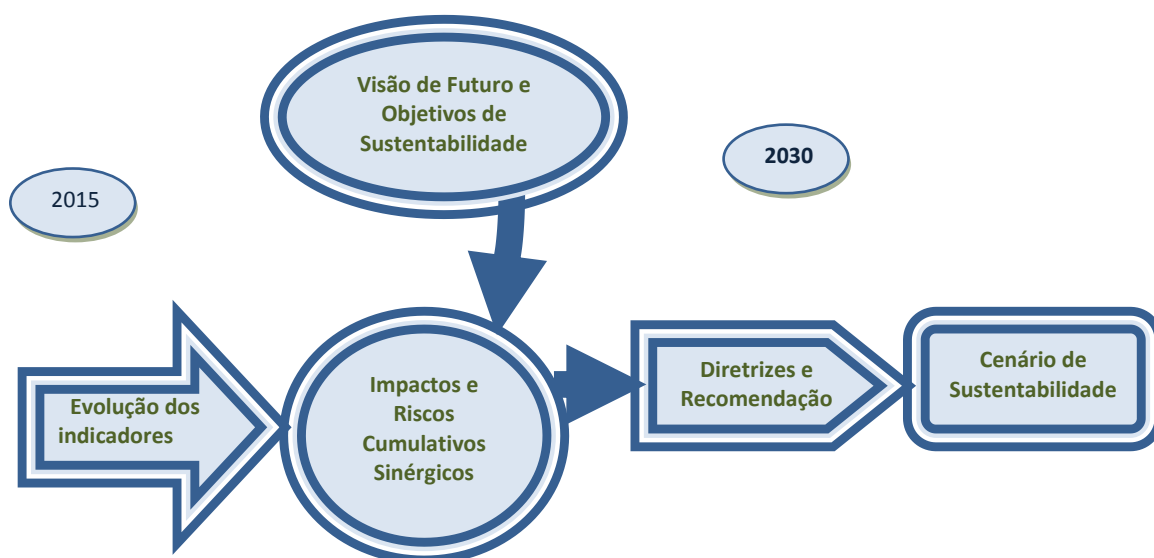 Visão de Futuro e
Objetivos de
Sustentabilidade
2030
2015
Evolução dos
indicadores
Impactos e
Riscos
Cumulativos
Sinérgicos
Diretrizes e
Recomendação
Cenário de
Sustentabilidade